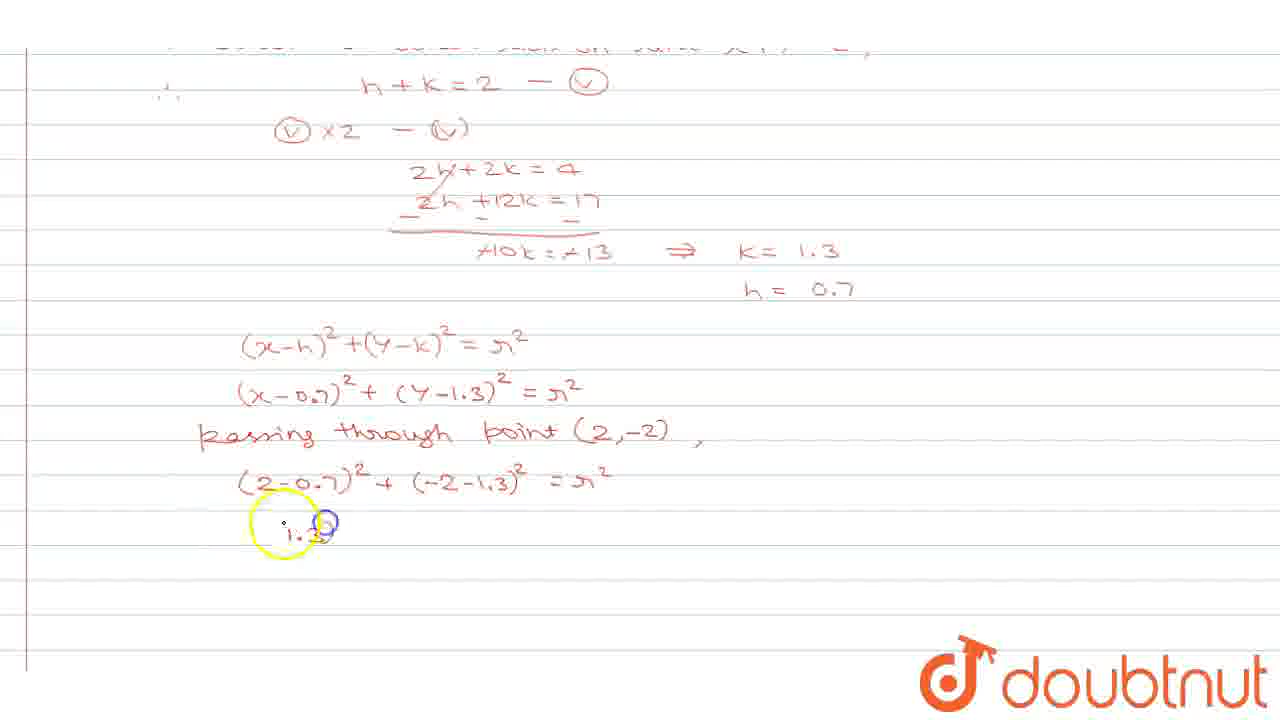 ∴ h + k = 2 — (v)
(v) × 2 — (v)
2h + 2k = 4
2h + 12k = 17
- - -
-10k = -13 ⇒ k = 1.3
h = 0.7
(x-h)² + (y-k)² = r²
(x-0.7)² + (y-1.3)² = r²
passing through point (2,-2),
(2-0.7)² + (-2-1.3)² = r²
1.3
doubtnut